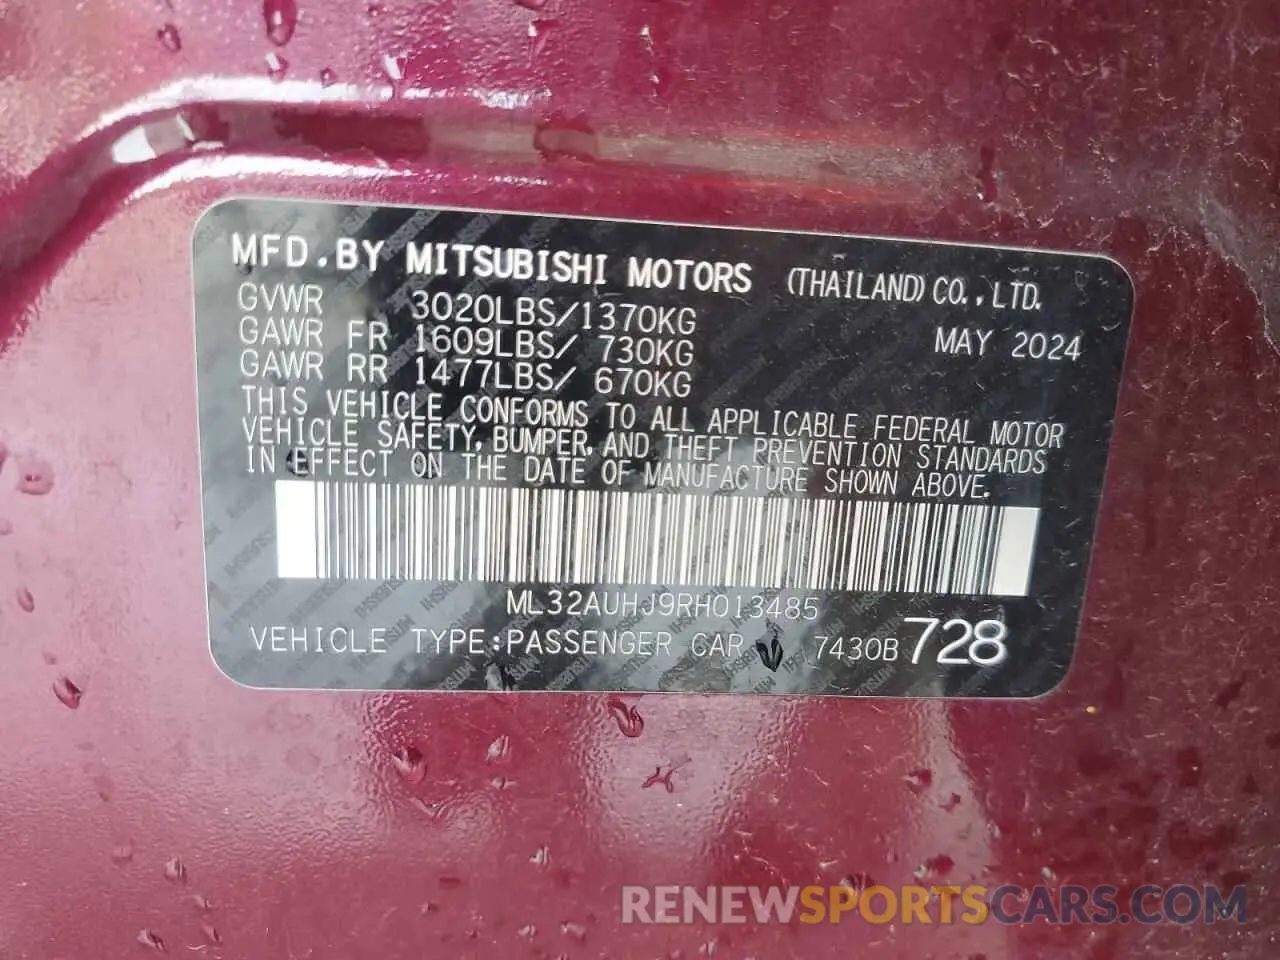 MFD.BY MITSUBISHI MOTORS (THAILAND) CO.,LTD.
GVWR 3020LBS/1370KG
MAY 2024
GAWR FR 1609LBS/ 730KG
GAWR RR 1477LBS/ 670KG
THIS VEHICLE CONFORMS TO ALL APPLICABLE FEDERAL MOTOR
VEHICLE SAFETY, BUMPER, AND THEFT PREVENTION STANDARDS
IN EFFECT ON THE DATE OF MANUFACTURE SHOWN ABOVE.
ML32AUHJ9RH013485
VEHICLE TYPE:PASSENGER CAR 7430B 728
RENEWSPORTSCARS.COM